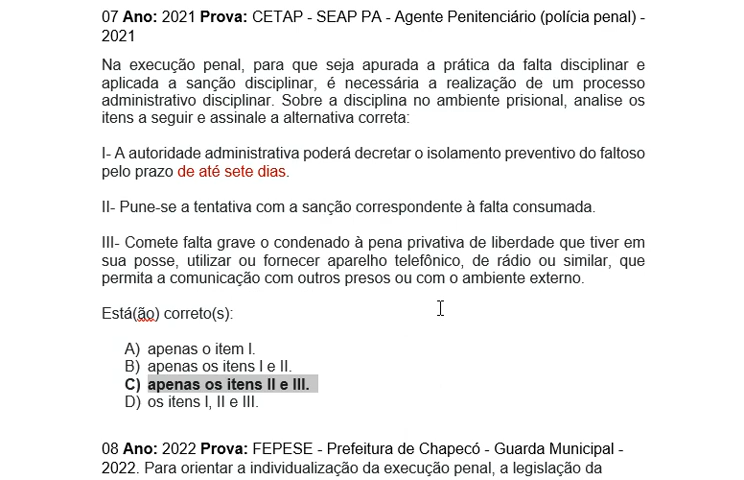 07 Ano: 2021 Prova: CETAP - SEAP PA - Agente Penitenciário (polícia penal) -
2021
Na execução penal, para que seja apurada a prática da falta disciplinar e
aplicada a sanção disciplinar, é necessária a realização de um processo
administrativo disciplinar. Sobre a disciplina no ambiente prisional, analise os
itens a seguir e assinale a alternativa correta:
I- A autoridade administrativa poderá decretar o isolamento preventivo do faltoso
pelo prazo de até sete dias.
II- Pune-se a tentativa com a sanção correspondente à falta consumada.
III- Comete falta grave o condenado à pena privativa de liberdade que tiver em
sua posse, utilizar ou fornecer aparelho telefônico, de rádio ou similar, que
permita a comunicação com outros presos ou com o ambiente externo.
Está(ão) correto(s):
A) apenas o item I.
B) apenas os itens I e II.
C) apenas os itens II e III.
D) os itens I, II e III.
08 Ano: 2022 Prova: FEPESE - Prefeitura de Chapecó - Guarda Municipal -
2022. Para orientar a individualização da execução penal, a legislação da